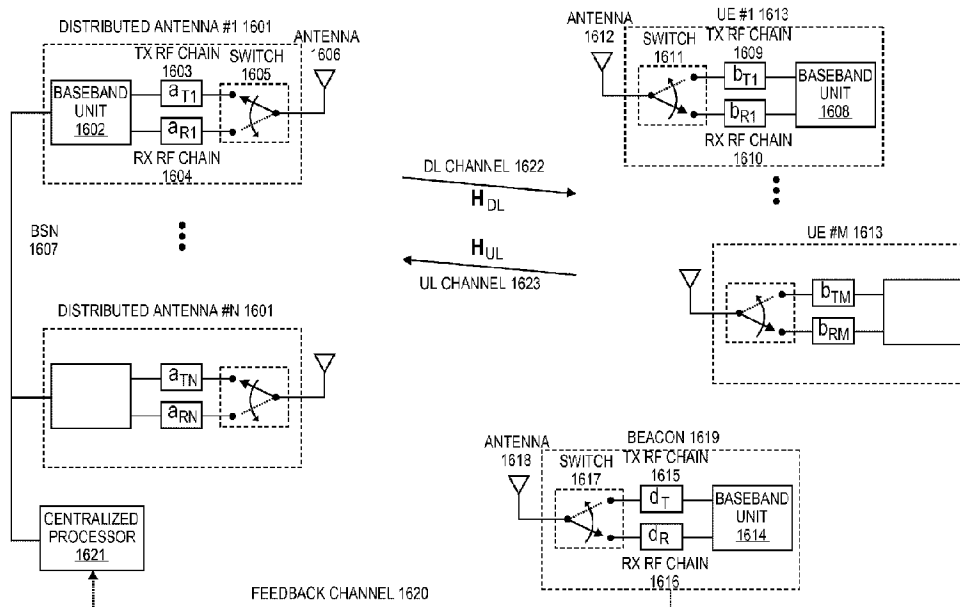 DISTRIBUTED ANTENNA #1 1601
TX RF CHAIN
1603
SWITCH
1605
ANTENNA
1606
BASEBAND
UNIT
1602
aT1
aR1
RX RF CHAIN
1604
ANTENNA
1612
UE #1 1613
SWITCH
1611
TX RF CHAIN
1609
bT1
bR1
BASEBAND
UNIT
1608
RX RF CHAIN
1610
DL CHANNEL 1622
HDL
BSN
1607
HUL
UL CHANNEL 1623
UE #M 1613
bTM
bRM
DISTRIBUTED ANTENNA #N 1601
aTN
aRN
ANTENNA
1618
BEACON 1619
SWITCH
1617
TX RF CHAIN
1615
dT
dR
BASEBAND
UNIT
1614
RX RF CHAIN
1616
CENTRALIZED
PROCESSOR
1621
FEEDBACK CHANNEL 1620